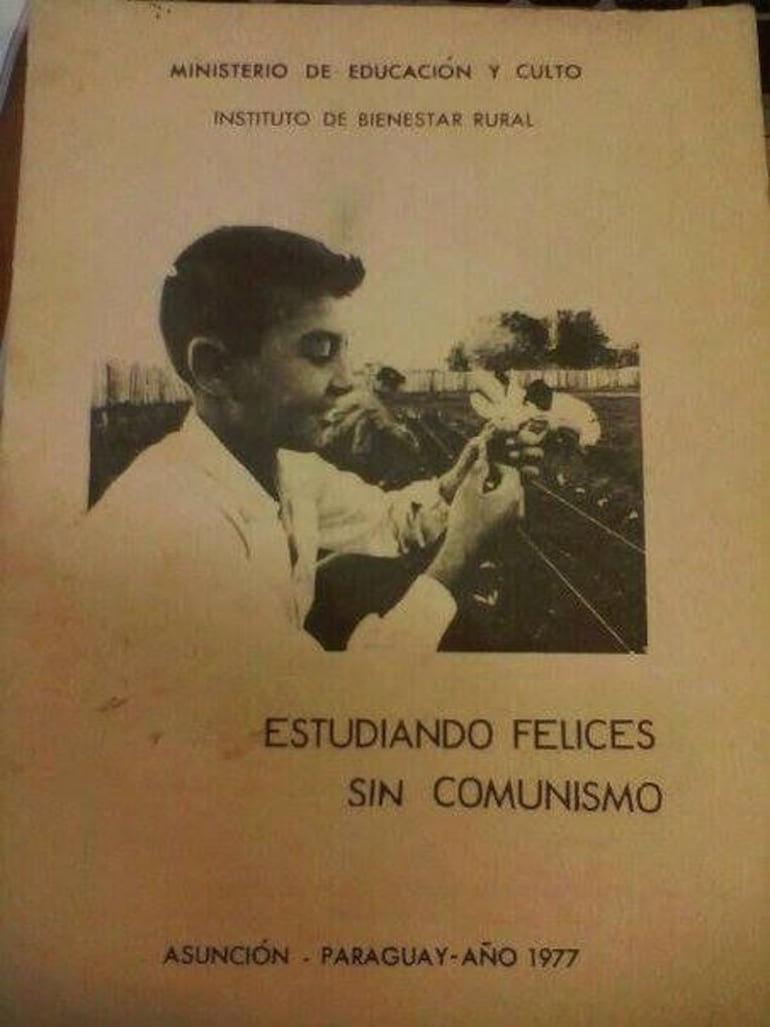 MINISTERIO DE EDUCACIÓN Y CULTO
INSTITUTO DE BIENESTAR RURAL
ESTUDIANDO FELICES
SIN COMUNISMO
ASUNCIÓN - PARAGUAY-AÑO 1977